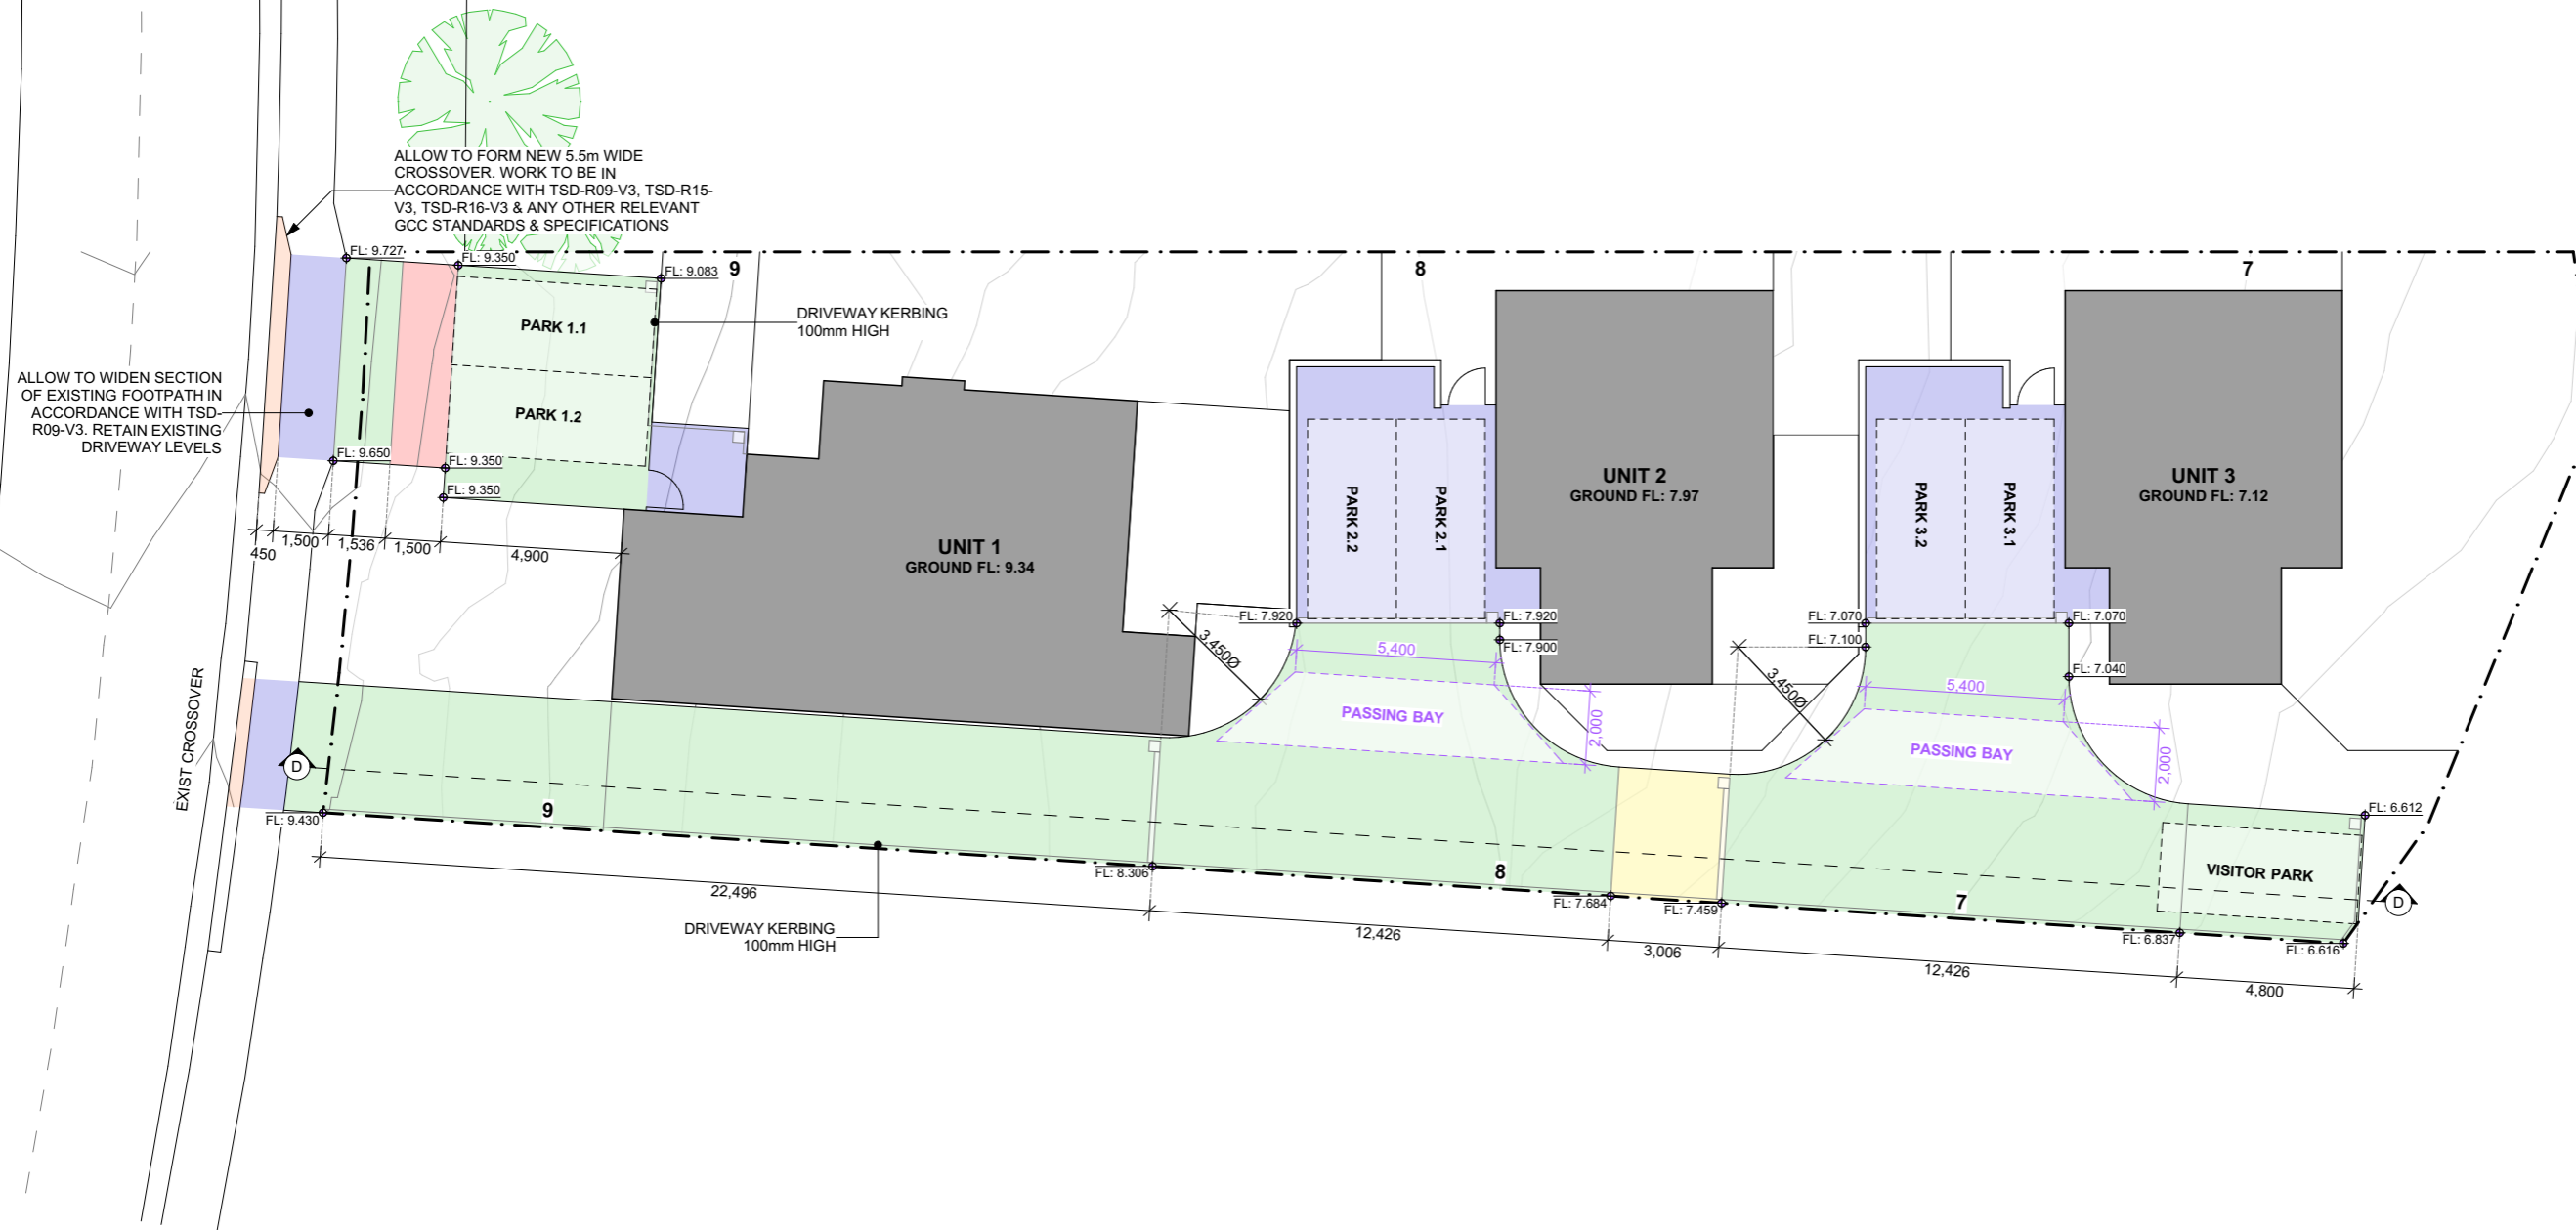 ALLOW TO FORM NEW 5.5m WIDE
CROSSOVER. WORK TO BE IN
ACCORDANCE WITH TSD-R09-V3, TSD-R15-
V3, TSD-R16-V3 & ANY OTHER RELEVANT
GCC STANDARDS & SPECIFICATIONS
FL: 9.727
FL: 9.350
FL: 9.083
9
8
7
PARK 1.1
PARK 1.2
DRIVEWAY KERBING
100mm HIGH
ALLOW TO WIDEN SECTION
OF EXISTING FOOTPATH IN
ACCORDANCE WITH TSD-
R09-V3. RETAIN EXISTING
DRIVEWAY LEVELS
FL: 9.650
FL: 9.350
FL: 9.350
450
1,500
1,536
1,500
4,900
UNIT 1
GROUND FL: 9.34
PARK 2.2
PARK 2.1
UNIT 2
GROUND FL: 7.97
PARK 3.2
PARK 3.1
UNIT 3
GROUND FL: 7.12
FL: 7.920
FL: 7.920
FL: 7.900
FL: 7.070
FL: 7.100
FL: 7.070
FL: 7.040
3,450Ø
5,400
PASSING BAY
2,000
3,450Ø
5,400
PASSING BAY
2,000
EXIST CROSSOVER
D
FL: 9.430
9
22,496
DRIVEWAY KERBING
100mm HIGH
FL: 8.306
8
12,426
FL: 7.684
FL: 7.459
3,006
7
12,426
FL: 6.612
VISITOR PARK
D
FL: 6.837
FL: 6.616
4,800